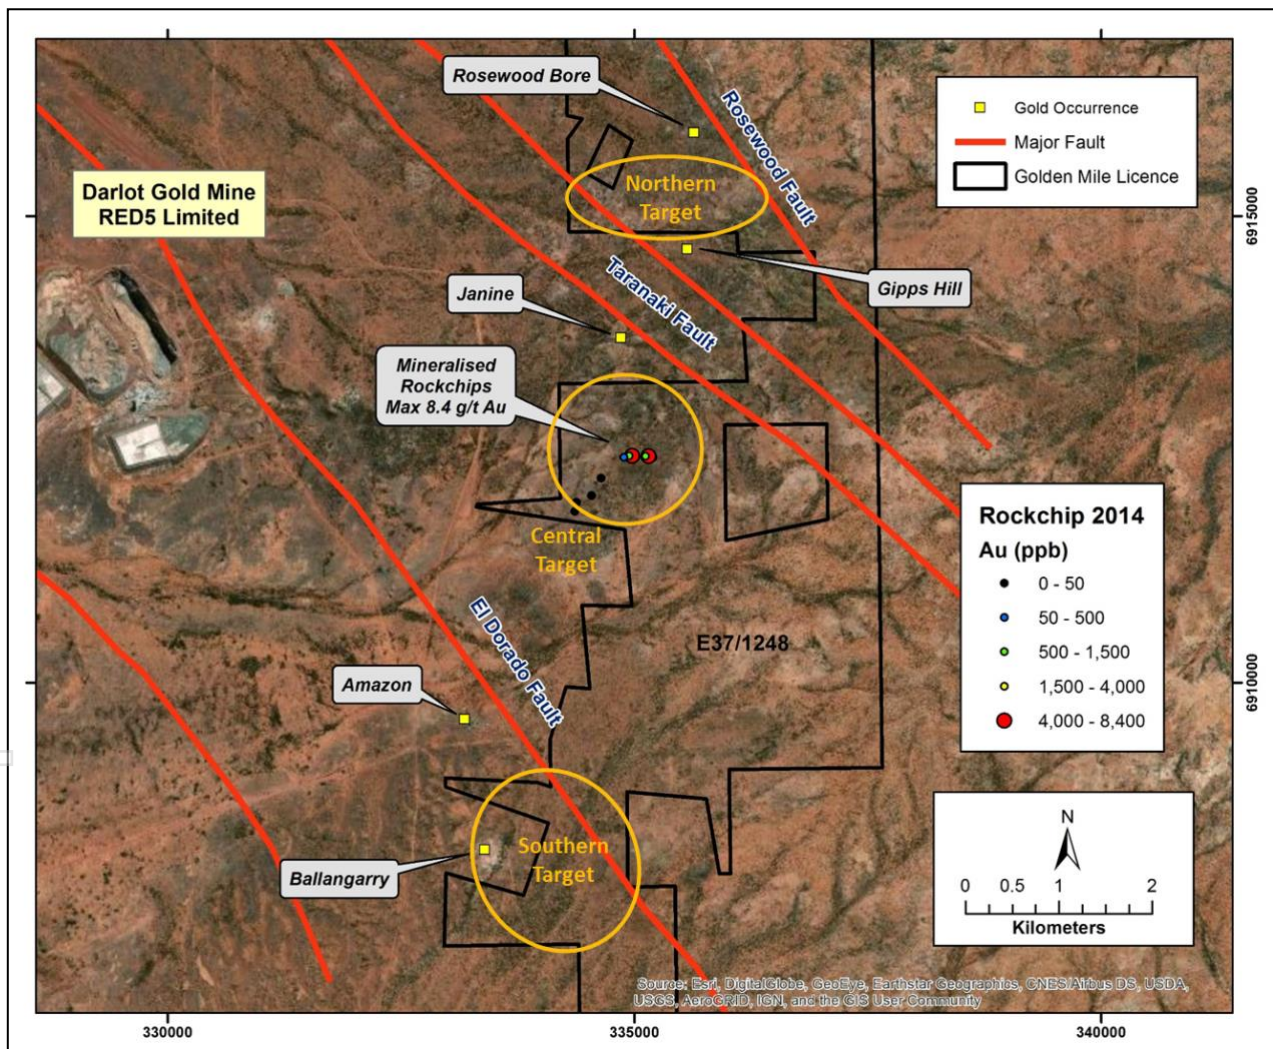 Rosewood Bore
Rosewood Fault
Gold Occurrence
Major Fault
Golden Mile Licence
Darlot Gold Mine
RED5 Limited
Northern
Target
6915000
Taranaki Fault
Gipps Hill
Janine
Mineralised
Rockchips
Max 8.4 g/t Au
Central
Target
Rockchip 2014
Au (ppb)
0 - 50
50 - 500
500 - 1,500
1,500 - 4,000
4,000 - 8,400
El Dorado Fault
E37/1248
6910000
Amazon
Southern
Target
Ballangarry
N
0 0.5 1 2
Kilometers
Source: Esri, DigitalGlobe, GeoEye, Earthstar Geographics, CNES/Airbus DS, USDA,
USGS, AeroGRID, IGN, and the GIS User Community
330000 335000 340000